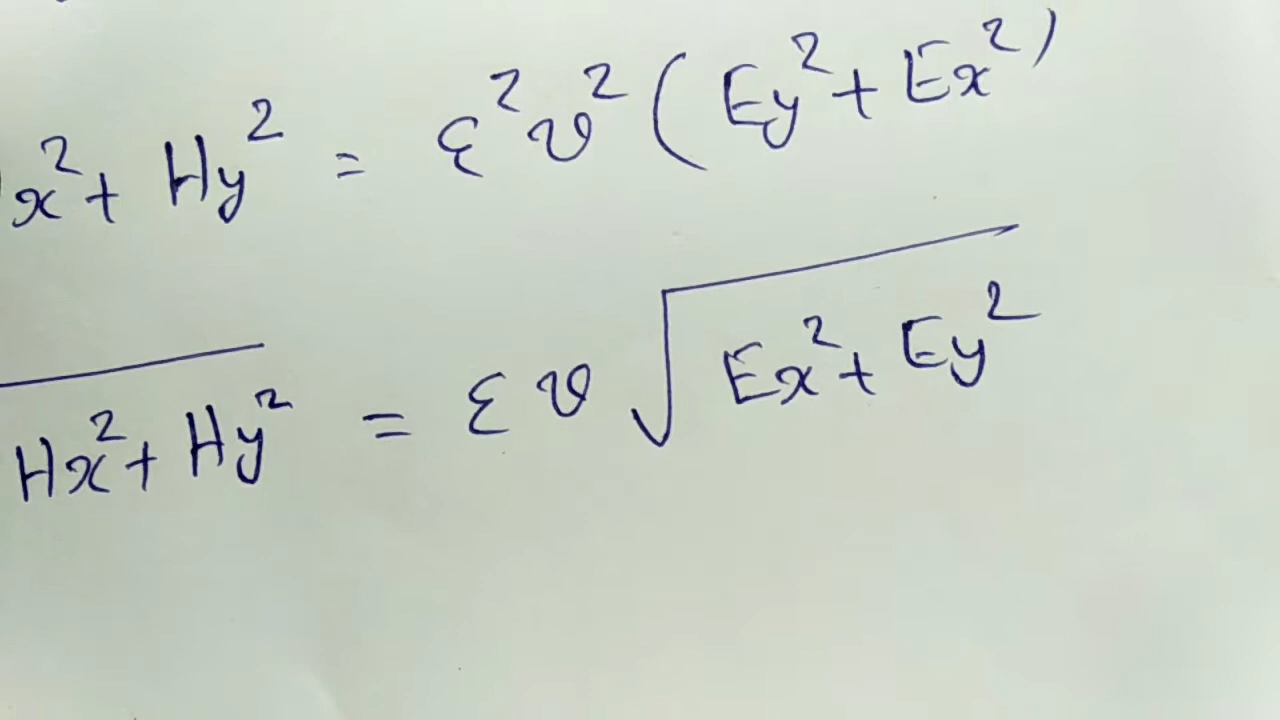 x² + Hy² = ε²v² (Ey² + Ex²)
Hx² + Hy² = εv √Ex² + Ey²